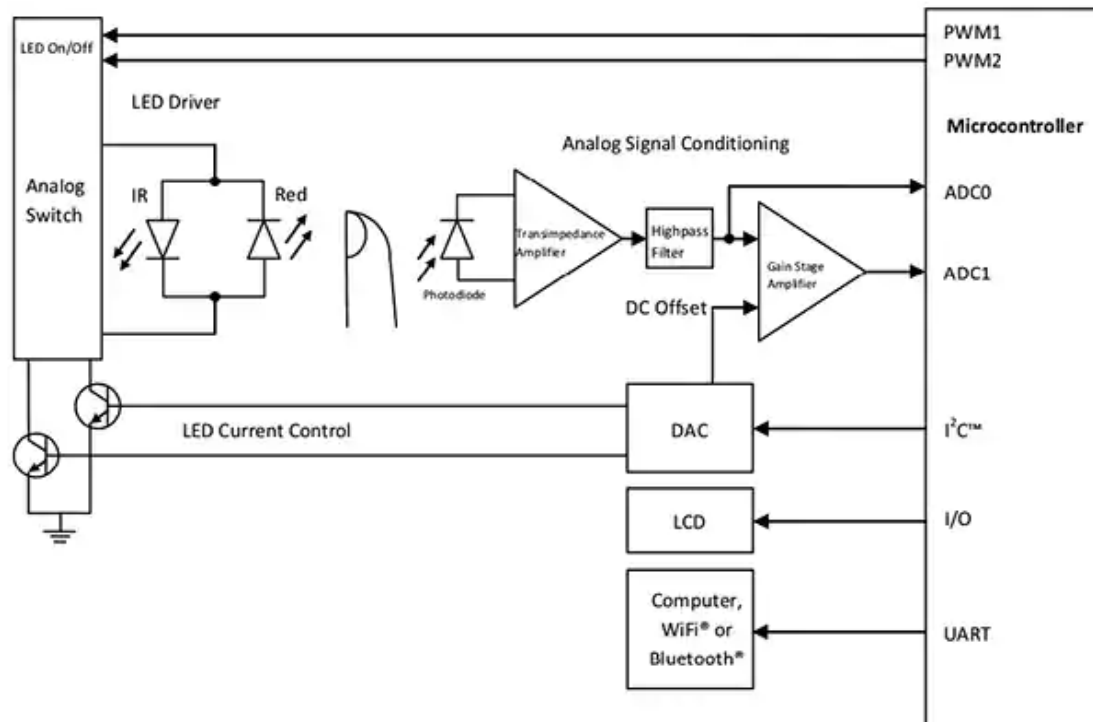 LED On/Off
PWM1
PWM2
LED Driver
Microcontroller
Analog Signal Conditioning
Analog
Switch
IR
Red
ADC0
Transimpedance
Amplifier
Highpass
Filter
Gain Stage
Amplifier
ADC1
Photodiode
DC Offset
LED Current Control
DAC
I²C™
LCD
I/O
Computer,
WiFi® or
Bluetooth®
UART